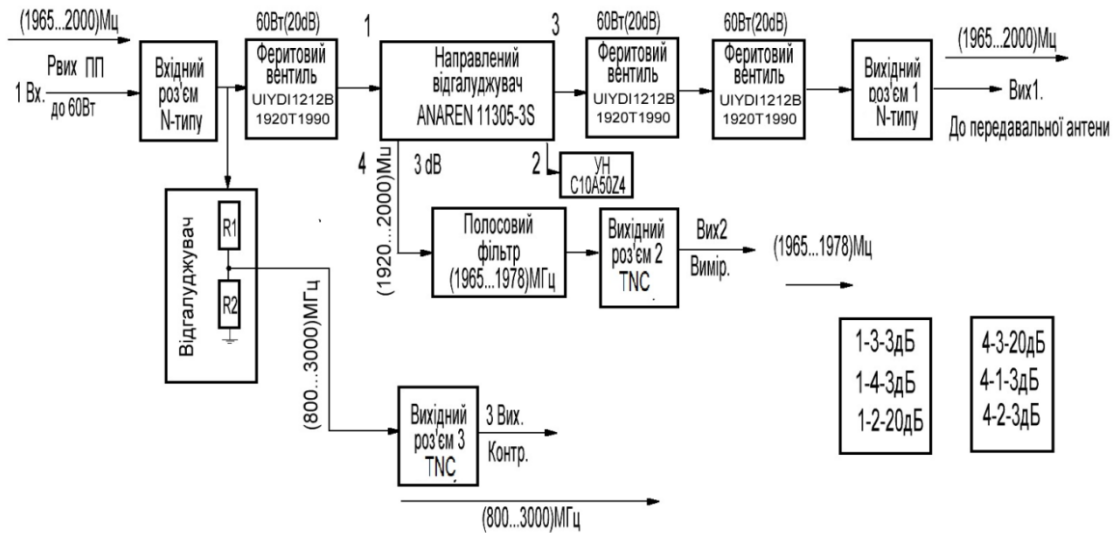 (1965...2000)Мц
Рвих ПП
1 Вх.
до 60Вт
Вхідний
роз'єм
N-типу
60Вт(20dB)
Феритовий
вентиль
UIYDI1212B
1920T1990
1
3
Направлений
відгалуджувач
ANAREN 11305-3S
4
3 dB
2
УН
C10A50Z4
60Вт(20dB)
Феритовий
вентиль
UIYDI1212B
1920T1990
60Вт(20dB)
Феритовий
вентиль
UIYDI1212B
1920T1990
Вихідний
роз'єм 1
N-типу
(1965...2000)Мц
Вих1.
До передавальної антени
Відгалуджувач
R1
R2
(800...3000)МГц
(1920...2000)Мц
Полосовий
фільтр
(1965...1978)МГц
Вихідний
роз'єм 2
TNC
Вих2
Вимір.
(1965...1978)Мц
Вихідний
роз'єм 3
TNC
3 Вих.
Контр.
(800...3000)МГц
1-3-3дБ
1-4-3дБ
1-2-20дБ
4-3-20дБ
4-1-3дБ
4-2-3дБ